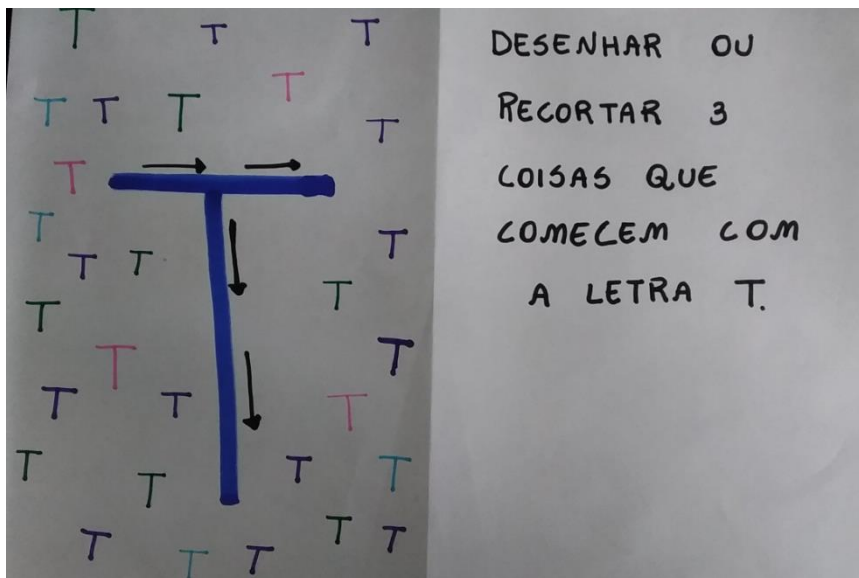 T T T
T T T T T
T T
T T T T
T T
T T
T T T
T T T T
T T T T
T T T T T
DESENHAR OU
RECORTAR 3
COISAS QUE
COMECEM COM
A LETRA T.